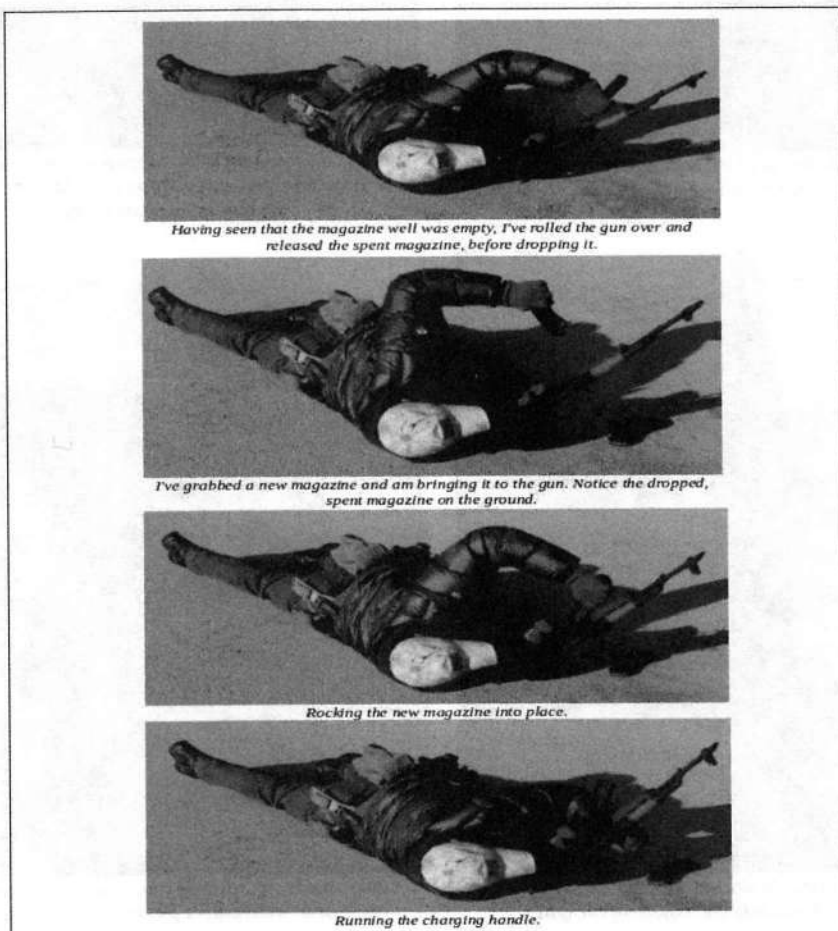 Having seen that the magazine well was empty, I've rolled the gun over and
released the spent magazine, before dropping it.
I've grabbed a new magazine and am bringing it to the gun. Notice the dropped,
spent magazine on the ground.
Rocking the new magazine into place.
Running the charging handle.